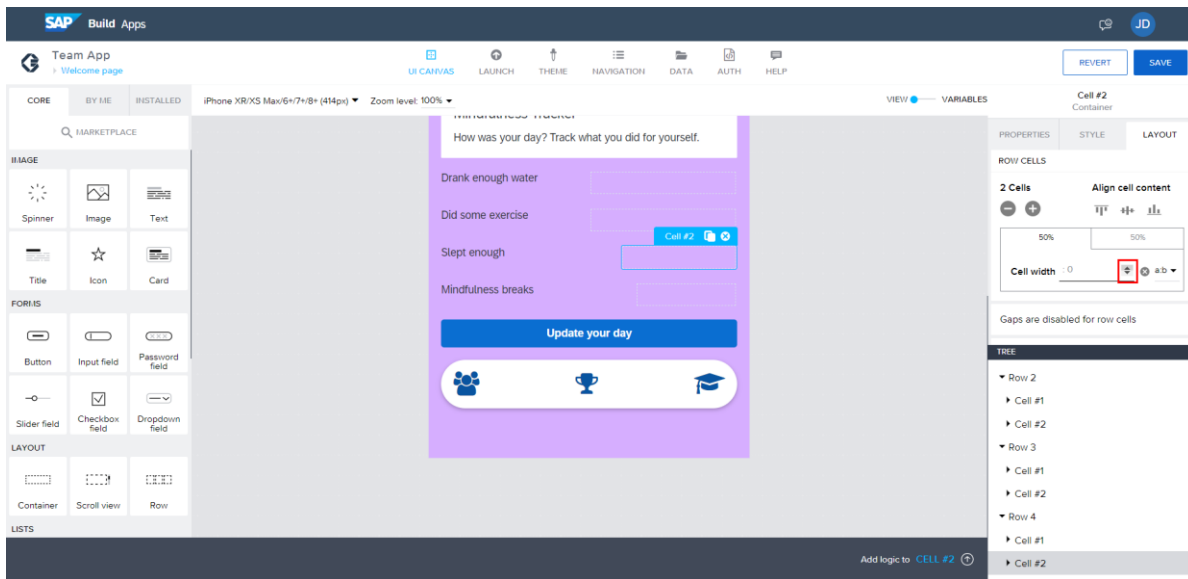 SAP Build Apps
JD
Team App
Welcome page
UI CANVAS LAUNCH THEME NAVIGATION DATA AUTH HELP
REVERT SAVE
CORE BY ME INSTALLED
iPhone XR/XS Max/6+/7+/8+ (414px) Zoom level: 100%
VIEW VARIABLES
Cell #2
Container
MARKETPLACE
PROPERTIES STYLE LAYOUT
IMAGE
Spinner Image Text
Title Icon Card
FORMS
Button Input field Password field
Slider field Checkbox field Dropdown field
LAYOUT
Container Scroll view Row
LISTS
Mindfulness Tracker
How was your day? Track what you did for yourself.
Drank enough water
Did some exercise
Cell #2
Slept enough
Mindfulness breaks
Update your day
ROW CELLS
2 Cells Align cell content
50% 50%
Cell width : 0 a:b
Gaps are disabled for row cells
TREE
Row 2
Cell #1
Cell #2
Row 3
Cell #1
Cell #2
Row 4
Cell #1
Cell #2
Add logic to CELL #2